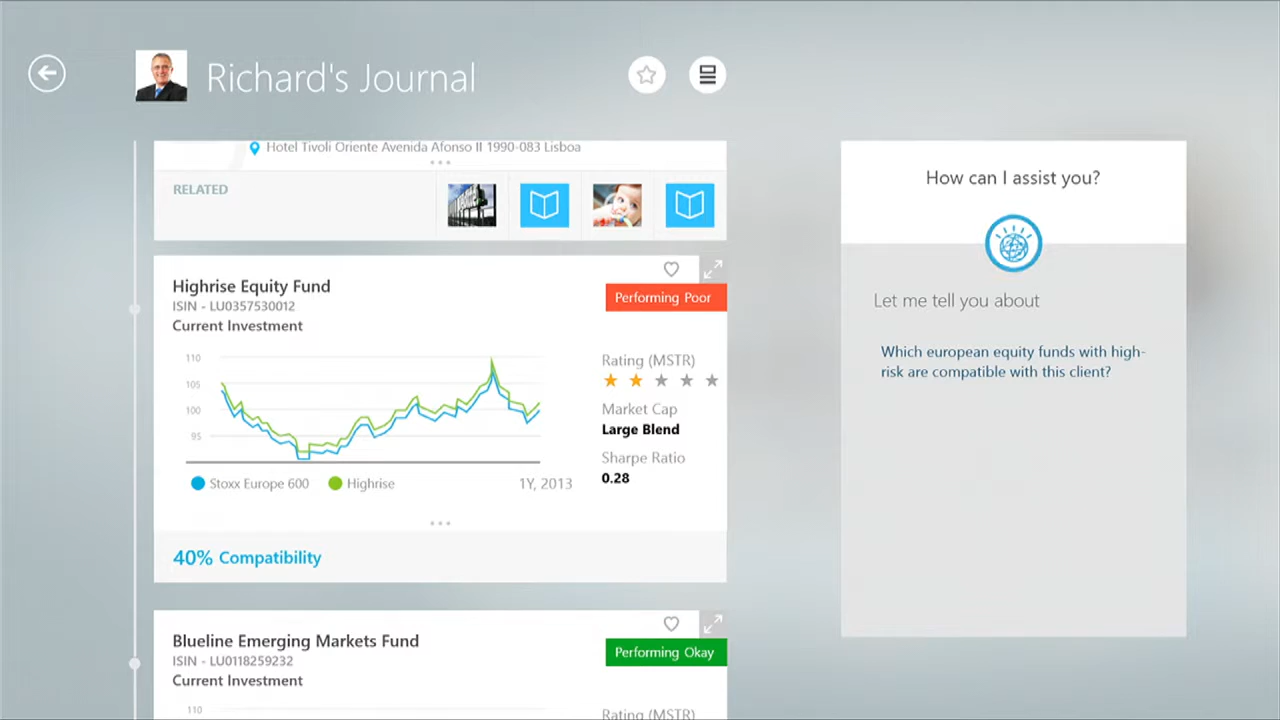 Richard's Journal
Hotel Tivoli Oriente Avenida Afonso II 1990-083 Lisboa
RELATED
Highrise Equity Fund
ISIN - LU0357530012
Current Investment
Performing Poor
110
105
100
95
Stoxx Europe 600
Highrise
1Y, 2013
Rating (MSTR)
Market Cap
Large Blend
Sharpe Ratio
0.28
40% Compatibility
Blueline Emerging Markets Fund
ISIN - LU0118259232
Current Investment
Performing Okay
110
Rating (MSTR)
How can I assist you?
Let me tell you about
Which european equity funds with high-
risk are compatible with this client?